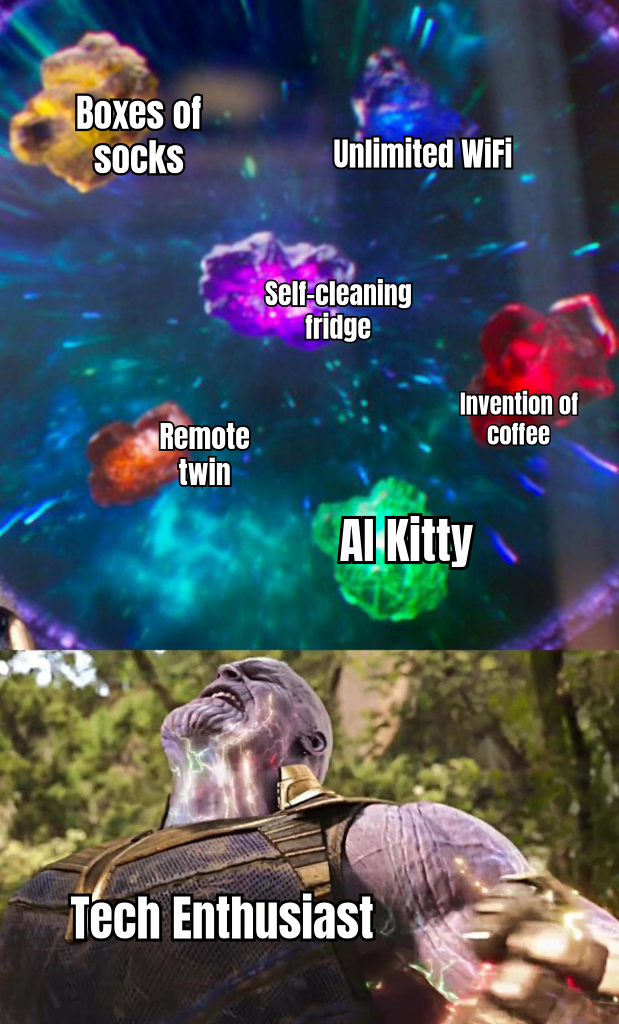 Boxes of
socks
Unlimited WiFi
Self-cleaning
fridge
Invention of
coffee
Remote
twin
AI Kitty
Tech Enthusiast